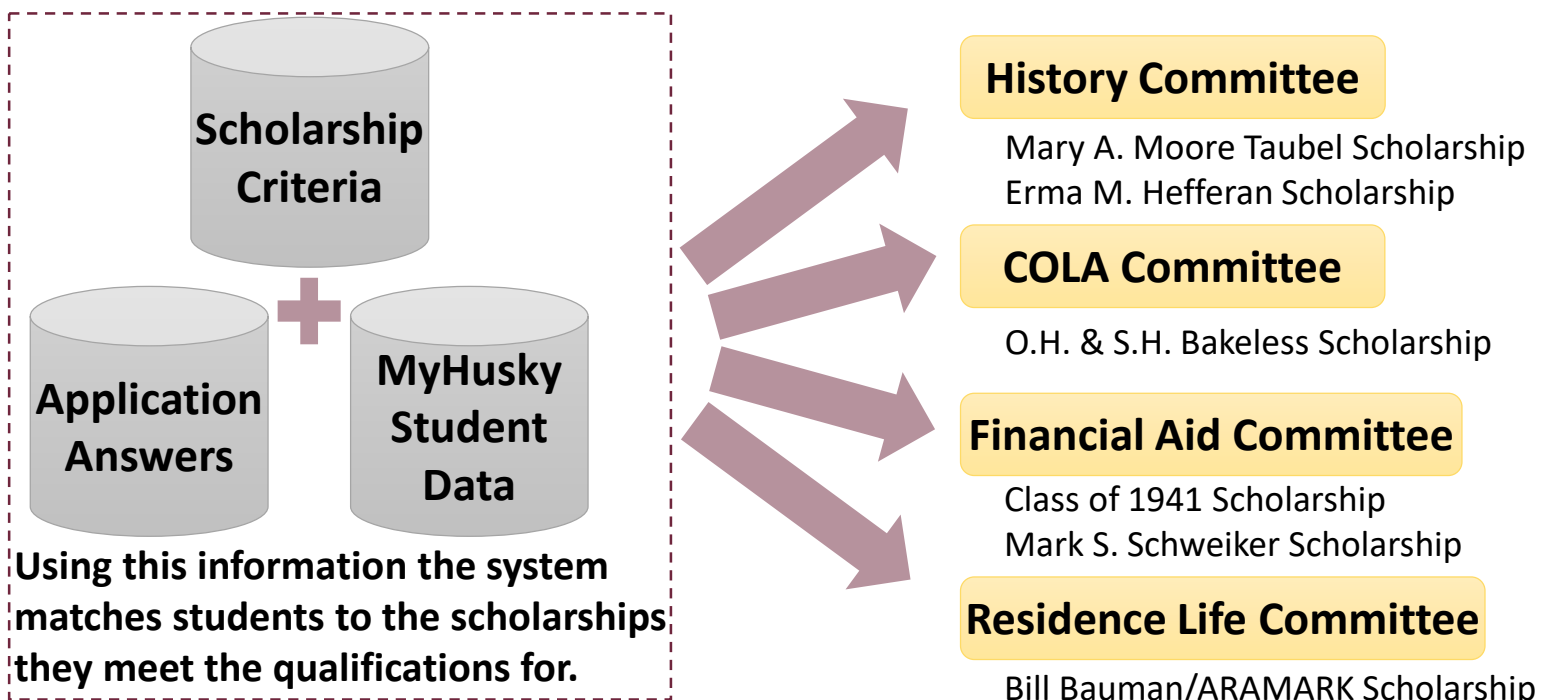 Scholarship
Criteria
Application
Answers
MyHusky
Student
Data
Using this information the system
matches students to the scholarships
they meet the qualifications for.
History Committee
Mary A. Moore Taubel Scholarship
Erma M. Hefferan Scholarship
COLA Committee
O.H. & S.H. Bakeless Scholarship
Financial Aid Committee
Class of 1941 Scholarship
Mark S. Schweiker Scholarship
Residence Life Committee
Bill Bauman/ARAMARK Scholarship